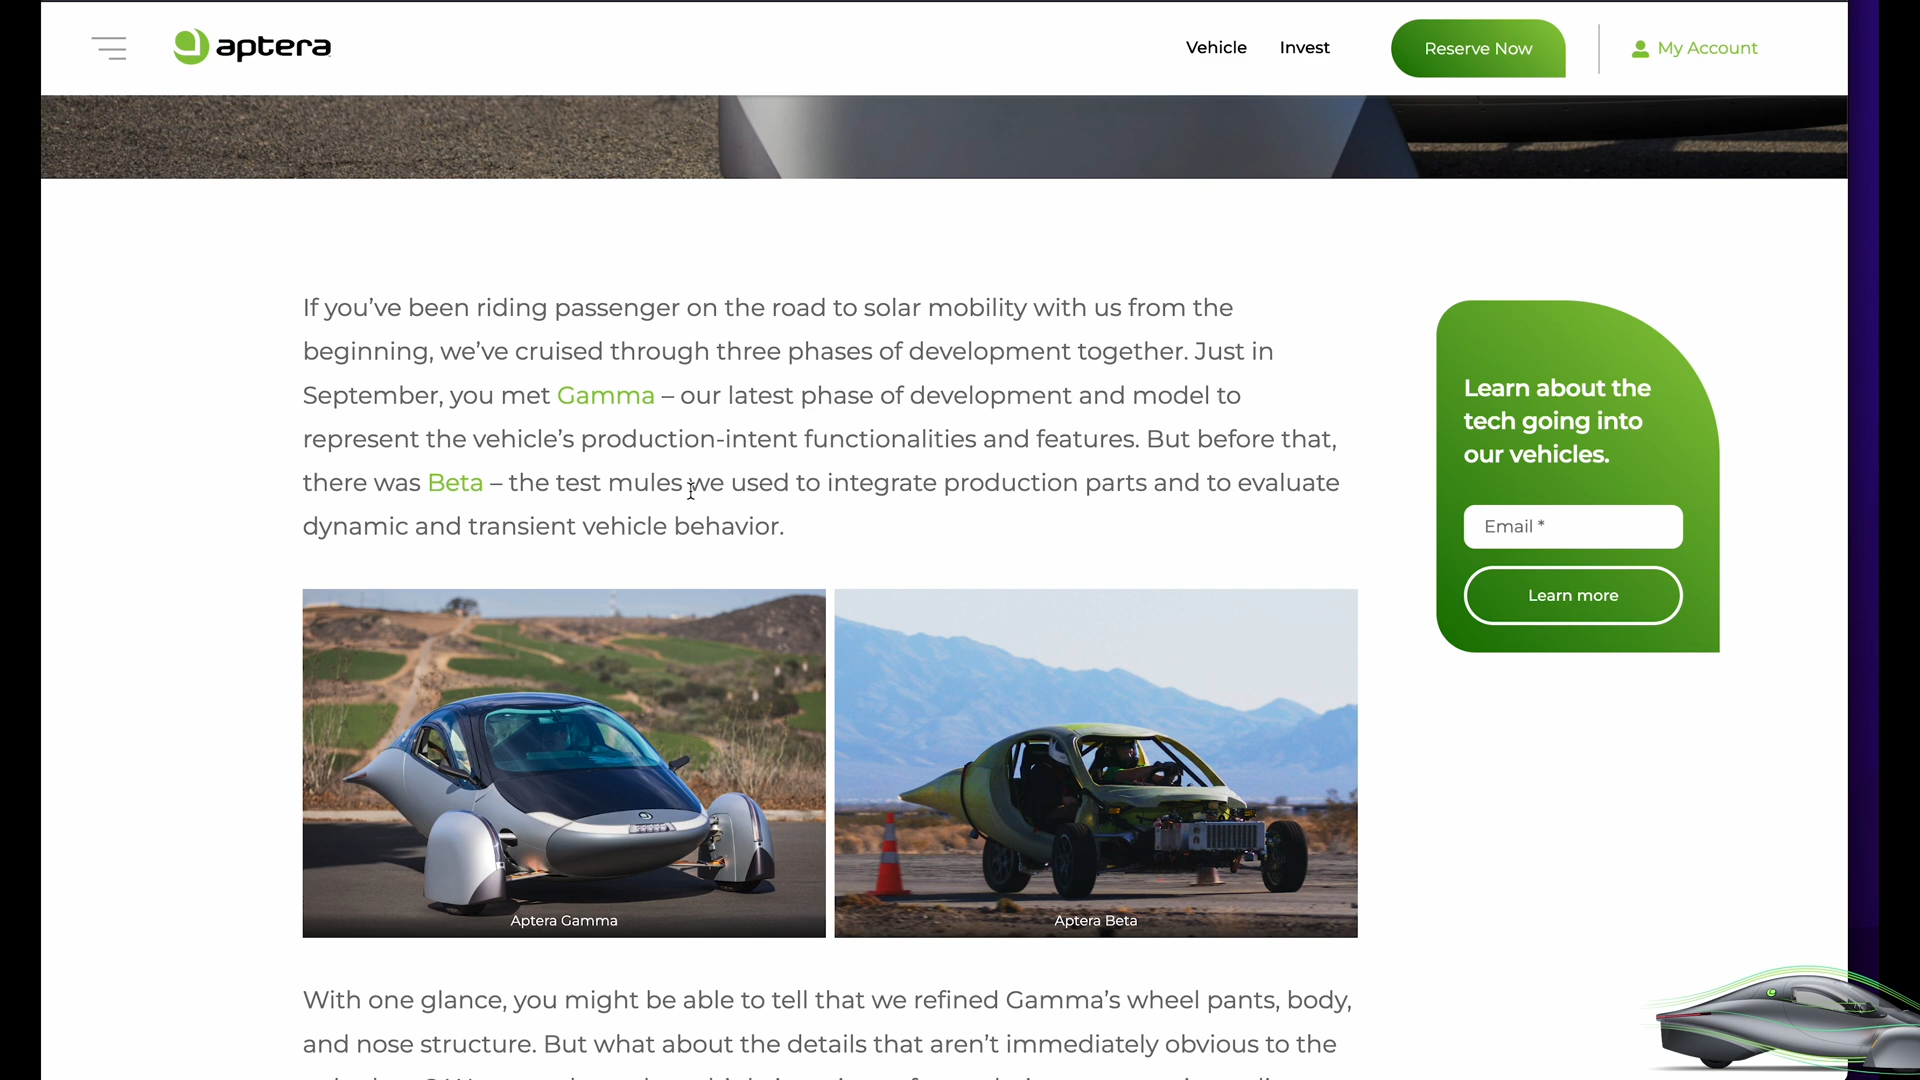 aptera
Vehicle
Invest
Reserve Now
My Account
If you’ve been riding passenger on the road to solar mobility with us from the
beginning, we’ve cruised through three phases of development together. Just in
September, you met Gamma – our latest phase of development and model to
represent the vehicle’s production-intent functionalities and features. But before that,
there was Beta – the test mules we used to integrate production parts and to evaluate
dynamic and transient vehicle behavior.
Learn about the
tech going into
our vehicles.
Email *
Learn more
Aptera Gamma
Aptera Beta
With one glance, you might be able to tell that we refined Gamma’s wheel pants, body,
and nose structure. But what about the details that aren’t immediately obvious to the